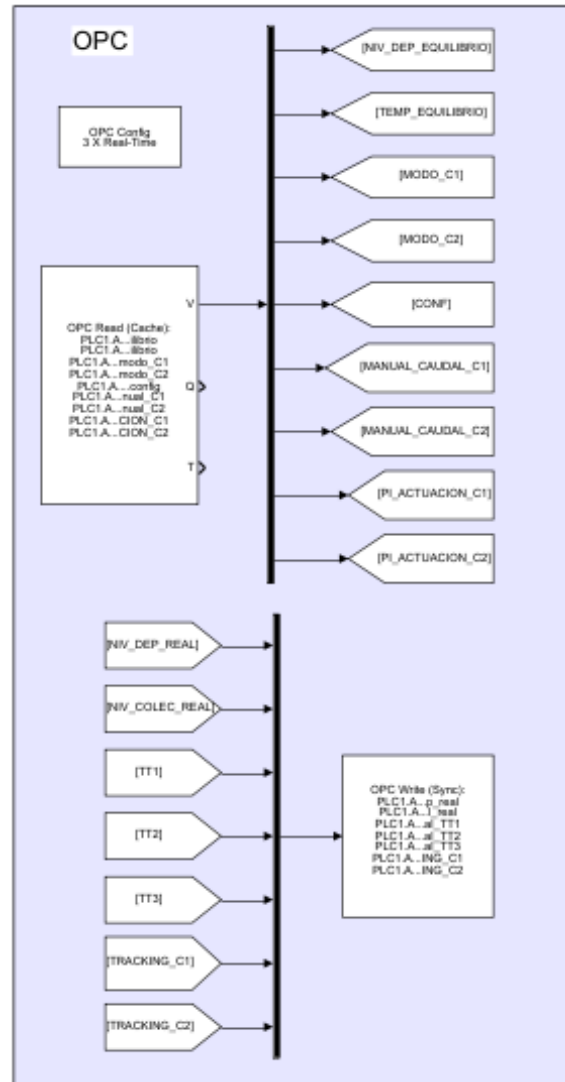 OPC
OPC Config
3 X Real-Time
OPC Read (Cache):
PLC1.A...ilibrio
PLC1.A...ilibrio
PLC1.A...modo_C1
PLC1.A...modo_C2
PLC1.A....config
PLC1.A...nual_C1
PLC1.A...nual_C2
PLC1.A...CION_C1
PLC1.A...CION_C2
V
Q
T
[NIV_DEP_EQUILIBRIO]
[TEMP_EQUILIBRIO]
[MODO_C1]
[MODO_C2]
[CONF]
[MANUAL_CAUDAL_C1]
[MANUAL_CAUDAL_C2]
[PI_ACTUACION_C1]
[PI_ACTUACION_C2]
[NIV_DEP_REAL]
[NIV_COLEC_REAL]
[TT1]
[TT2]
[TT3]
[TRACKING_C1]
[TRACKING_C2]
OPC Write (Sync):
PLC1.A...p_real
PLC1.A...l_real
PLC1.A...al_TT1
PLC1.A...al_TT2
PLC1.A...al_TT3
PLC1.A...ING_C1
PLC1.A...ING_C2